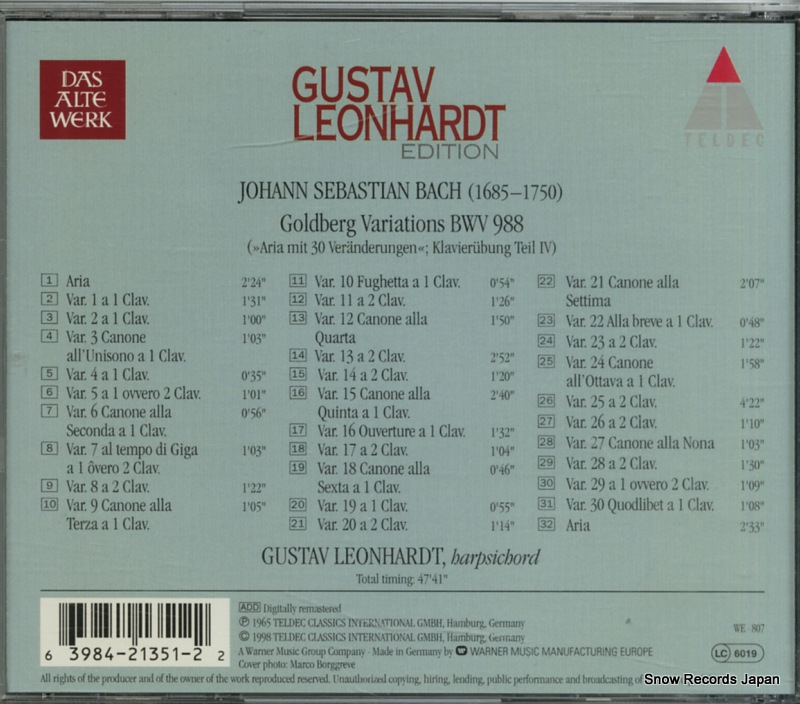 DAS
ALTE
WERK
GUSTAV
LEONHARDT
EDITION
TELDEC
JOHANN SEBASTIAN BACH (1685–1750)
Goldberg Variations BWV 988
(»Aria mit 30 Veränderungen«; Klavierübung Teil IV)
1 Aria 2'24"
2 Var. 1 a 1 Clav. 1'31"
3 Var. 2 a 1 Clav. 1'00"
4 Var. 3 Canone 1'03"
all'Unisono a 1 Clav.
5 Var. 4 a 1 Clav. 0'35"
6 Var. 5 a 1 ovvero 2 Clav. 1'01"
7 Var. 6 Canone alla 0'56"
Seconda a 1 Clav.
8 Var. 7 al tempo di Giga 1'03"
a 1 ôvero 2 Clav.
9 Var. 8 a 2 Clav. 1'22"
10 Var. 9 Canone alla 1'05"
Terza a 1 Clav.
11 Var. 10 Fughetta a 1 Clav. 0'54"
12 Var. 11 a 2 Clav. 1'26"
13 Var. 12 Canone alla 1'50"
Quarta
14 Var. 13 a 2 Clav. 2'52"
15 Var. 14 a 2 Clav. 1'20"
16 Var. 15 Canone alla 2'40"
Quinta a 1 Clav.
17 Var. 16 Ouverture a 1 Clav. 1'32"
18 Var. 17 a 2 Clav. 1'04"
19 Var. 18 Canone alla 0'46"
Sexta a 1 Clav.
20 Var. 19 a 1 Clav. 0'55"
21 Var. 20 a 2 Clav. 1'14"
22 Var. 21 Canone alla 2'07"
Settima
23 Var. 22 Alla breve a 1 Clav. 0'48"
24 Var. 23 a 2 Clav. 1'22"
25 Var. 24 Canone 1'58"
all'Ottava a 1 Clav.
26 Var. 25 a 2 Clav. 4'22"
27 Var. 26 a 2 Clav. 1'10"
28 Var. 27 Canone alla Nona 1'03"
29 Var. 28 a 2 Clav. 1'30"
30 Var. 29 a 1 ovvero 2 Clav. 1'09"
31 Var. 30 Quodlibet a 1 Clav. 1'08"
32 Aria 2'33"
GUSTAV LEONHARDT, harpsichord
Total timing: 47'41"
6 3984-21351-2 2
ADD Digitally remastered
℗ 1965 TELDEC CLASSICS INTERNATIONAL GMBH, Hamburg, Germany
© 1998 TELDEC CLASSICS INTERNATIONAL GMBH, Hamburg, Germany
A Warner Music Group Company · Made in Germany by WARNER MUSIC MANUFACTURING EUROPE
Cover photo: Marco Borggreve
WE 807
LC 6019
All rights of the producer and of the owner of the work reproduced reserved. Unauthorized copying, hiring, lending, public performance and broadcasting of
Snow Records Japan